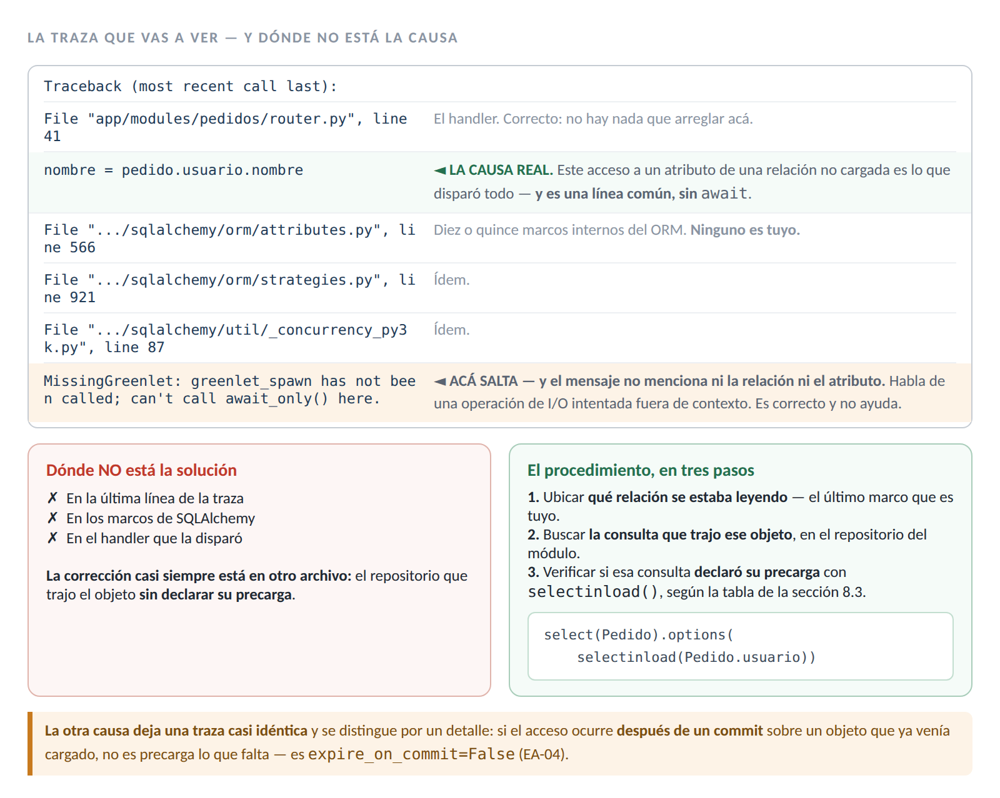 LA TRAZA QUE VAS A VER — Y DÓNDE NO ESTÁ LA CAUSA
Traceback (most recent call last):
File "app/modules/pedidos/router.py", line
41
El handler. Correcto: no hay nada que arreglar acá.
nombre = pedido.usuario.nombre
◄ LA CAUSA REAL. Este acceso a un atributo de una relación no cargada es lo que
disparó todo — y es una línea común, sin await.
File ".../sqlalchemy/orm/attributes.py", li
ne 566
Diez o quince marcos internos del ORM. Ninguno es tuyo.
File ".../sqlalchemy/orm/strategies.py", li
ne 921
Ídem.
File ".../sqlalchemy/util/_concurrency_py3
k.py", line 87
Ídem.
MissingGreenlet: greenlet_spawn has not bee
n called; can't call await_only() here.
◄ ACÁ SALTA — y el mensaje no menciona ni la relación ni el atributo. Habla de
una operación de I/O intentada fuera de contexto. Es correcto y no ayuda.
Dónde NO está la solución
✗ En la última línea de la traza
✗ En los marcos de SQLAlchemy
✗ En el handler que la disparó
La corrección casi siempre está en otro archivo: el repositorio que
trajo el objeto sin declarar su precarga.
El procedimiento, en tres pasos
1. Ubicar qué relación se estaba leyendo — el último marco que es
tuyo.
2. Buscar la consulta que trajo ese objeto, en el repositorio del
módulo.
3. Verificar si esa consulta declaró su precarga con
selectinload(), según la tabla de la sección 8.3.
select(Pedido).options(
    selectinload(Pedido.usuario))
La otra causa deja una traza casi idéntica y se distingue por un detalle: si el acceso ocurre después de un commit sobre un objeto que ya venía
cargado, no es precarga lo que falta — es expire_on_commit=False (EA-04).